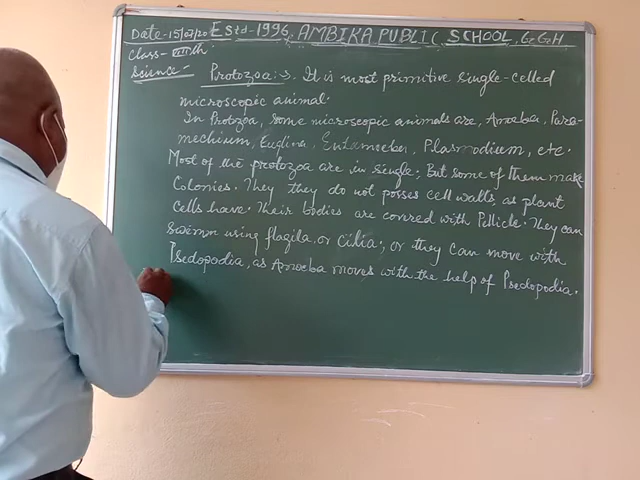 Date-15/07/20 Estd-1996, AMBIKA PUBLIC SCHOOL, G.G.H
Class- VIII th
Science- Protozoa:→ It is most primitive single-celled
microscopic animal.
In Protozoa, some microscopic animals are, Amoeba, Para-
mechium, Euglina, Entamoeba, Plasmodium, etc.
Most of the protozoa are in single; But some of them make
Colonies. They they do not posses cell walls, as plant
Cells have. Their bodies are covered with Pellicle. They can
swimm using flagila, or Cilia; or they can move with
Psedopodia, as Amoeba moves with the help of Psedopodia.